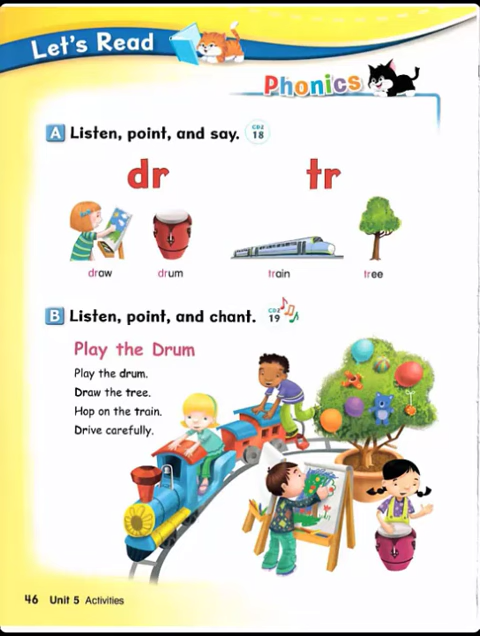 Let's Read
Phonics
A Listen, point, and say. CD2 18
dr tr
draw drum train tree
B Listen, point, and chant. CD2 19
Play the Drum
Play the drum.
Draw the tree.
Hop on the train.
Drive carefully.
46 Unit 5 Activities